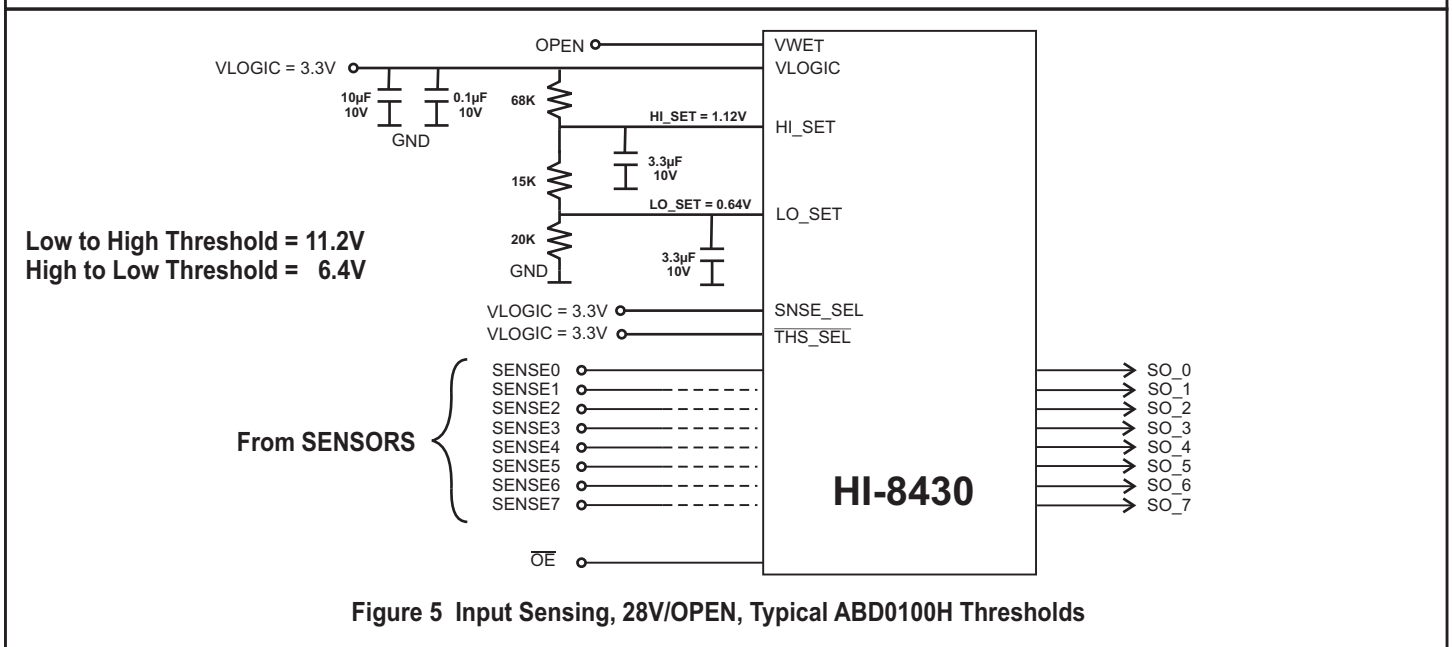 OPEN
VWET
VLOGIC = 3.3V
VLOGIC
10µF
10V
0.1µF
10V
GND
68K
HI_SET = 1.12V
HI_SET
3.3µF
10V
15K
LO_SET = 0.64V
LO_SET
20K
GND
3.3µF
10V
Low to High Threshold = 11.2V
High to Low Threshold = 6.4V
VLOGIC = 3.3V
SNSE_SEL
VLOGIC = 3.3V
THS_SEL
From SENSORS
SENSE0
SENSE1
SENSE2
SENSE3
SENSE4
SENSE5
SENSE6
SENSE7
HI-8430
SO_0
SO_1
SO_2
SO_3
SO_4
SO_5
SO_6
SO_7
OE
Figure 5 Input Sensing, 28V/OPEN, Typical ABD0100H Thresholds